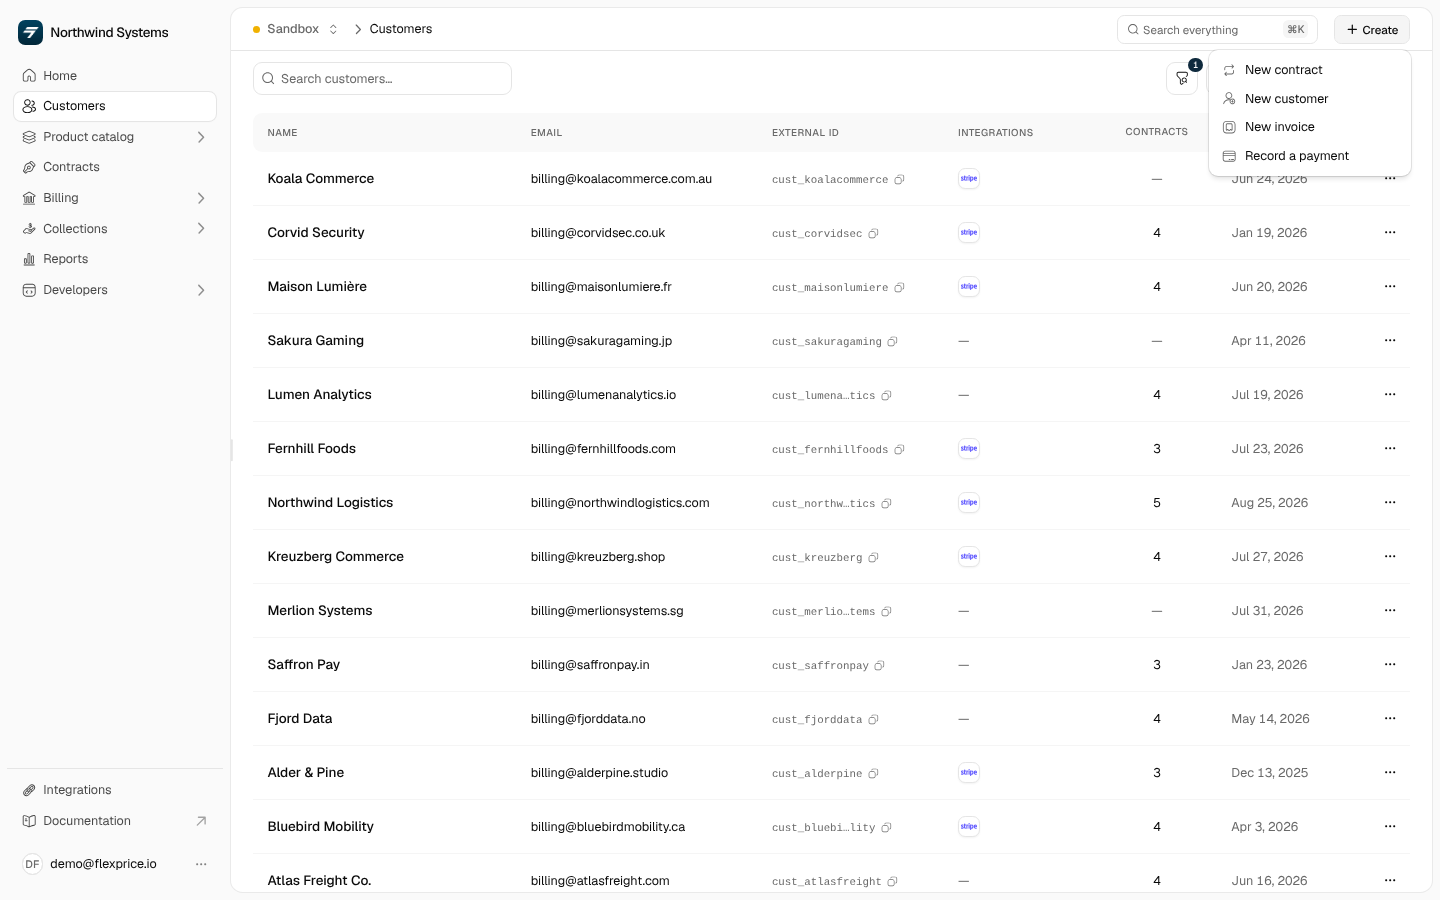 Northwind Systems
Home
Customers
Product catalog
Contracts
Billing
Collections
Reports
Developers
Integrations
Documentation
DF demo@flexprice.io
Sandbox Customers
Search everything ⌘K
+ Create
Search customers...
1
New contract
New customer
New invoice
Record a payment
NAME EMAIL EXTERNAL ID INTEGRATIONS CONTRACTS
Koala Commerce billing@koalacommerce.com.au cust_koalacommerce stripe — Jun 24, 2026
Corvid Security billing@corvidsec.co.uk cust_corvidsec stripe 4 Jan 19, 2026
Maison Lumière billing@maisonlumiere.fr cust_maisonlumiere stripe 4 Jun 20, 2026
Sakura Gaming billing@sakuragaming.jp cust_sakuragaming — — Apr 11, 2026
Lumen Analytics billing@lumenanalytics.io cust_lumena…tics — 4 Jul 19, 2026
Fernhill Foods billing@fernhillfoods.com cust_fernhillfoods stripe 3 Jul 23, 2026
Northwind Logistics billing@northwindlogistics.com cust_northw…tics stripe 5 Aug 25, 2026
Kreuzberg Commerce billing@kreuzberg.shop cust_kreuzberg stripe 4 Jul 27, 2026
Merlion Systems billing@merlionsystems.sg cust_merlio…tems — — Jul 31, 2026
Saffron Pay billing@saffronpay.in cust_saffronpay — 3 Jan 23, 2026
Fjord Data billing@fjorddata.no cust_fjorddata — 4 May 14, 2026
Alder & Pine billing@alderpine.studio cust_alderpine stripe 3 Dec 13, 2025
Bluebird Mobility billing@bluebirdmobility.ca cust_bluebi…lity stripe 4 Apr 3, 2026
Atlas Freight Co. billing@atlasfreight.com cust_atlasfreight — 4 Jun 16, 2026